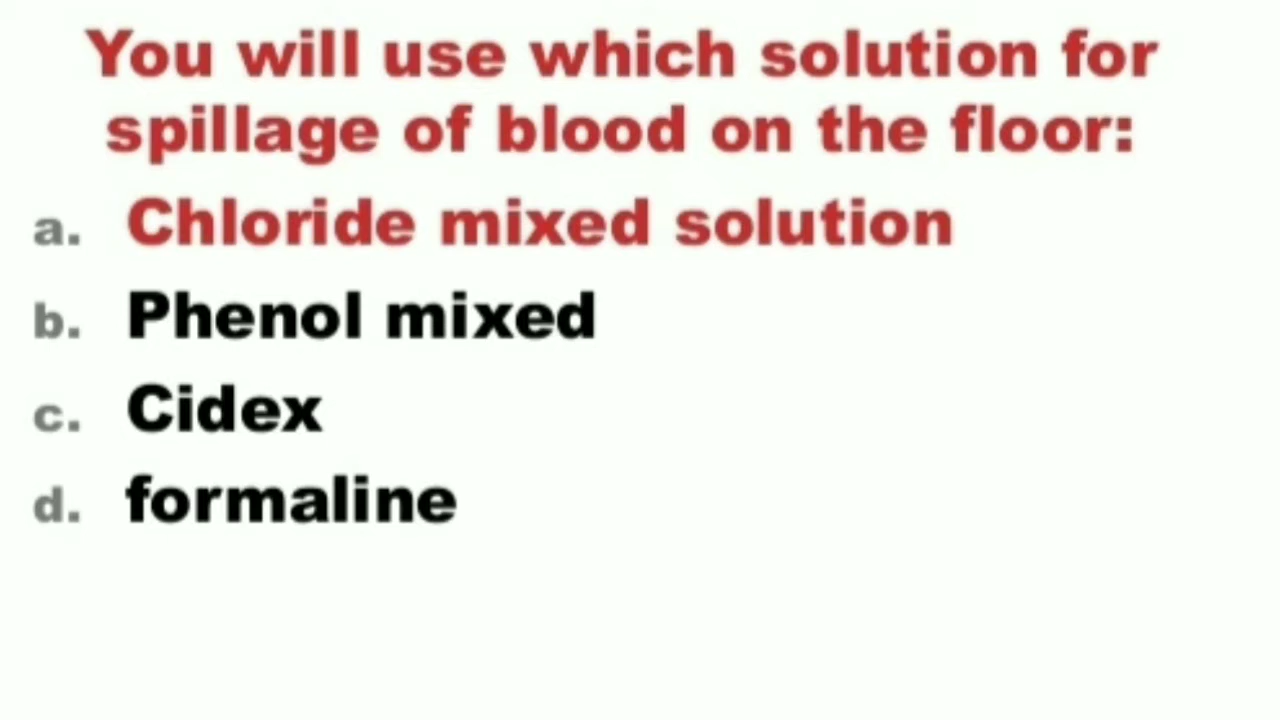 You will use which solution for
spillage of blood on the floor:
a. Chloride mixed solution
b. Phenol mixed
c. Cidex
d. formaline